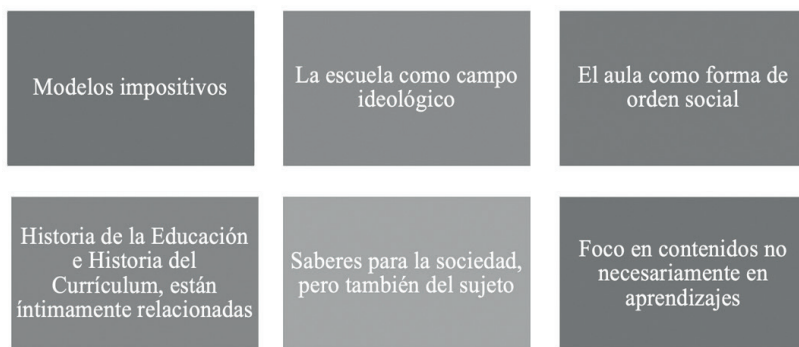 Modelos impositivos
La escuela como campo
ideológico
El aula como forma de
orden social
Historia de la Educación
e Historia del
Currículum, están
íntimamente relacionadas
Saberes para la sociedad,
pero también del sujeto
Foco en contenidos no
necesariamente en
aprendizajes